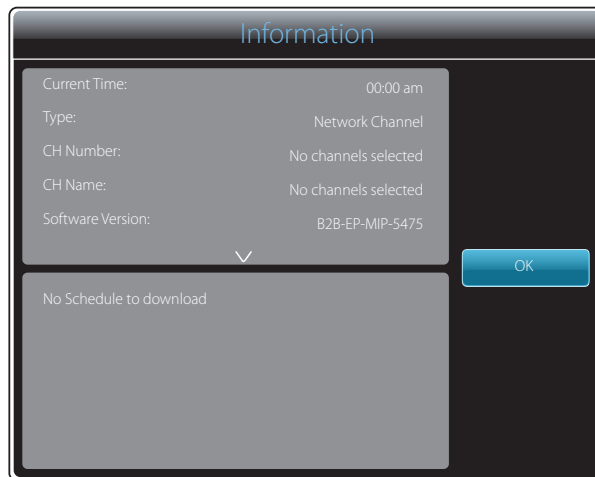 Information
Current Time: 00:00 am
Type: Network Channel
CH Number: No channels selected
CH Name: No channels selected
Software Version: B2B-EP-MIP-5475
OK
No Schedule to download